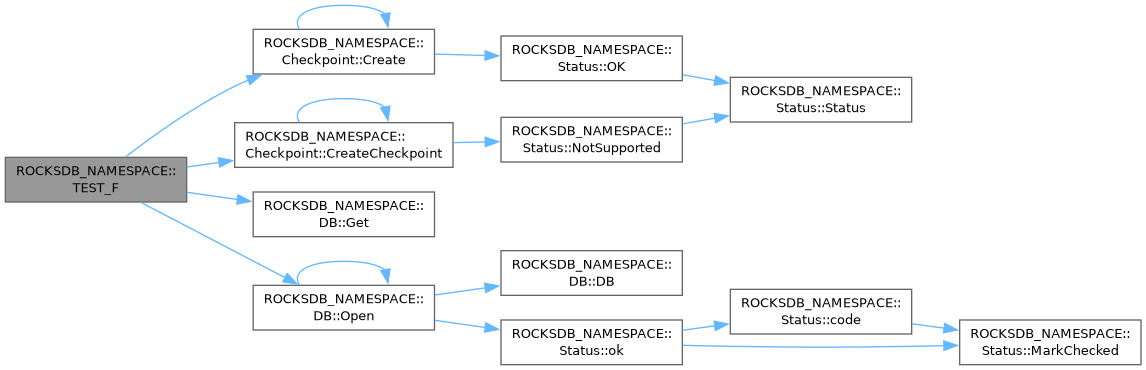 ROCKSDB_NAMESPACE::
TEST_F
ROCKSDB_NAMESPACE::
Checkpoint::Create
ROCKSDB_NAMESPACE::
Checkpoint::CreateCheckpoint
ROCKSDB_NAMESPACE::
DB::Get
ROCKSDB_NAMESPACE::
DB::Open
ROCKSDB_NAMESPACE::
Status::OK
ROCKSDB_NAMESPACE::
Status::NotSupported
ROCKSDB_NAMESPACE::
DB::DB
ROCKSDB_NAMESPACE::
Status::ok
ROCKSDB_NAMESPACE::
Status::Status
ROCKSDB_NAMESPACE::
Status::code
ROCKSDB_NAMESPACE::
Status::MarkChecked